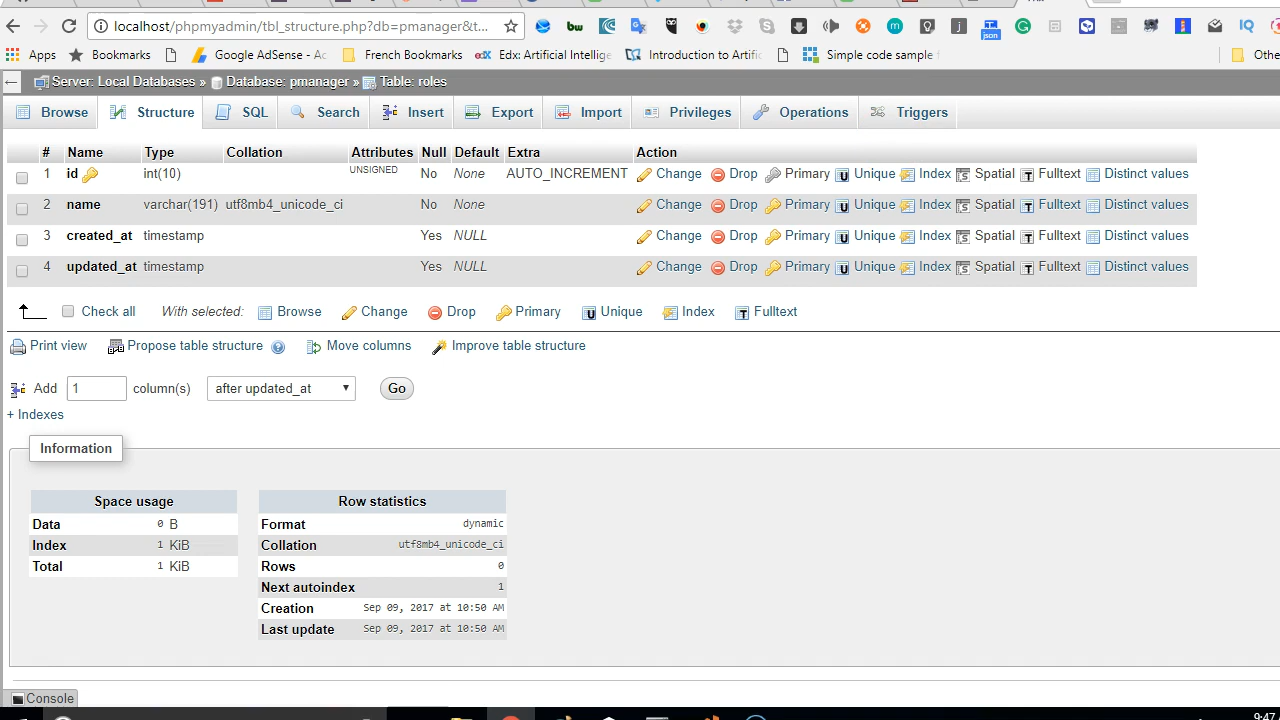 localhost/phpmyadmin/tbl_structure.php?db=pmanager&t...
Apps Bookmarks Google AdSense - Ac French Bookmarks Edx: Artificial Intellige Introduction to Artific Simple code sample f Othe
Server: Local Databases » Database: pmanager » Table: roles
Browse Structure SQL Search Insert Export Import Privileges Operations Triggers
# Name Type Collation Attributes Null Default Extra Action
1 id int(10) UNSIGNED No None AUTO_INCREMENT Change Drop Primary Unique Index Spatial Fulltext Distinct values
2 name varchar(191) utf8mb4_unicode_ci No None Change Drop Primary Unique Index Spatial Fulltext Distinct values
3 created_at timestamp Yes NULL Change Drop Primary Unique Index Spatial Fulltext Distinct values
4 updated_at timestamp Yes NULL Change Drop Primary Unique Index Spatial Fulltext Distinct values
Check all With selected: Browse Change Drop Primary Unique Index Fulltext
Print view Propose table structure Move columns Improve table structure
Add 1 column(s) after updated_at Go
+ Indexes
Information
Space usage
Data 0 B
Index 1 KiB
Total 1 KiB
Row statistics
Format dynamic
Collation utf8mb4_unicode_ci
Rows 0
Next autoindex 1
Creation Sep 09, 2017 at 10:50 AM
Last update Sep 09, 2017 at 10:50 AM
Console
9:47